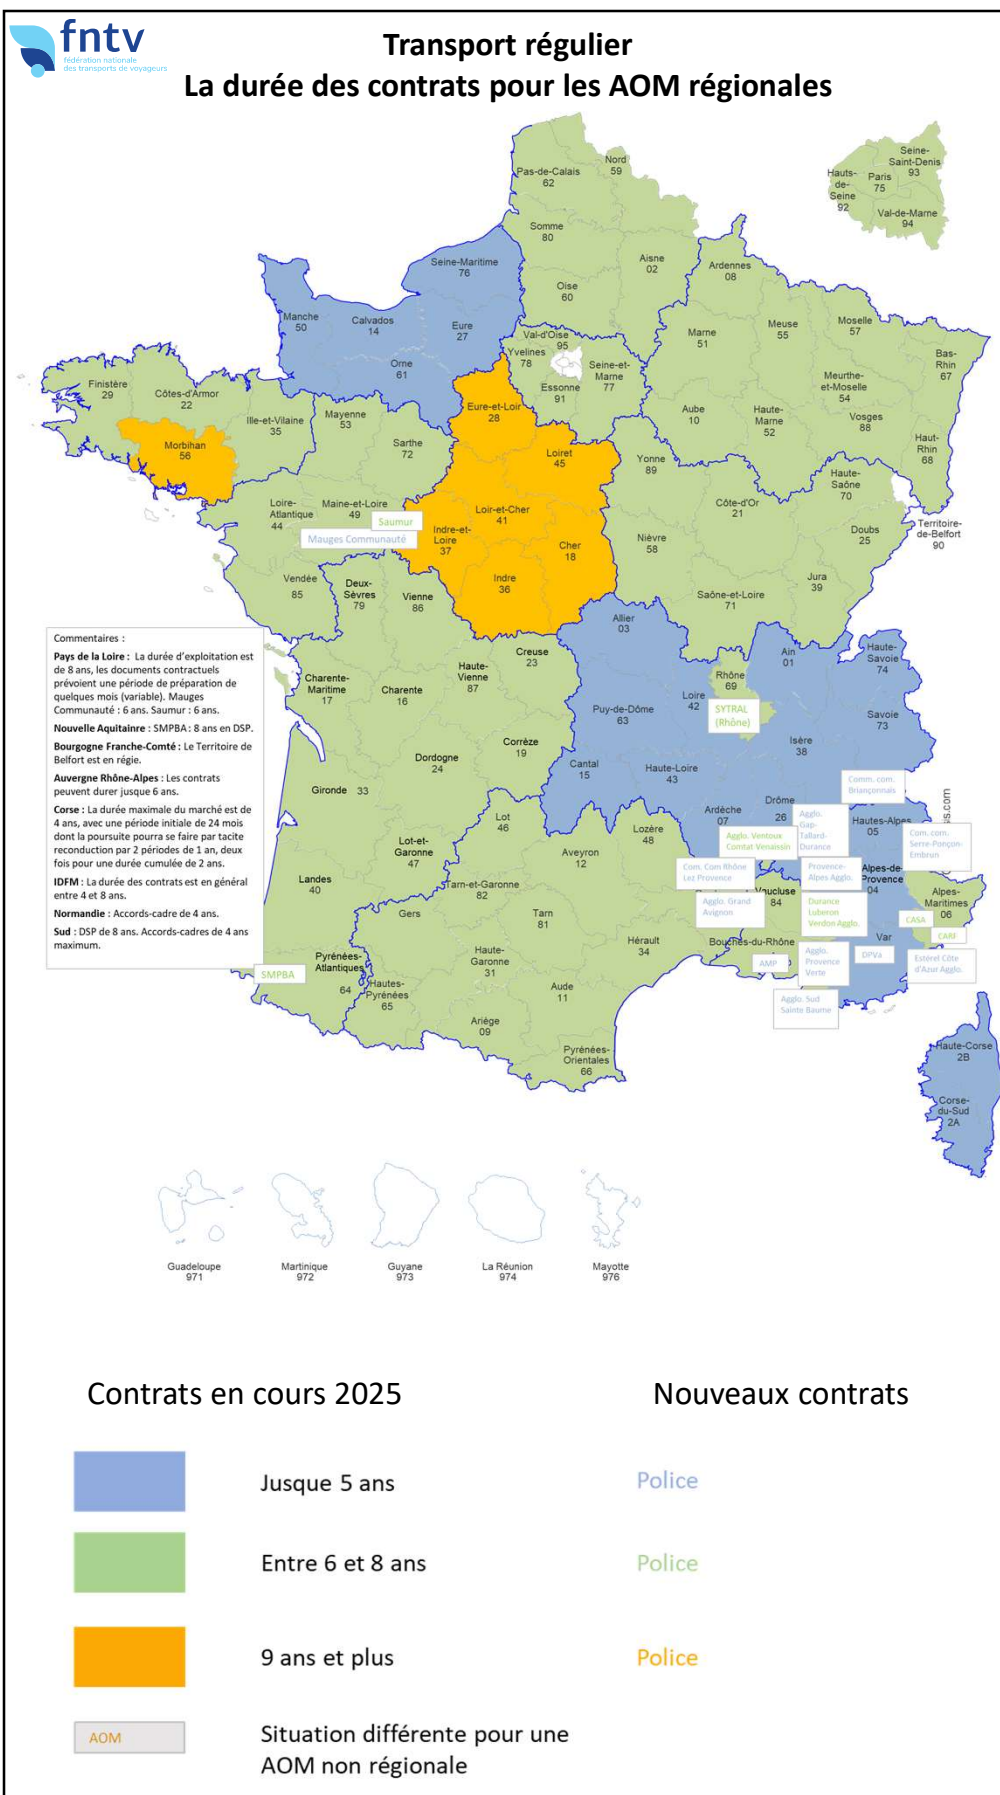 fntv
fédération nationale
des transports de voyageurs
Transport régulier
La durée des contrats pour les AOM régionales
Nord
59
Pas-de-Calais
62
Somme
80
Aisne
02
Oise
60
Seine-
Saint-Denis
93
Hauts-
de-
Seine
92
Paris
75
Val-de-Marne
94
Ardennes
08
Seine-Maritime
76
Manche
50
Calvados
14
Eure
27
Orne
61
Val-d'Oise
95
Yvelines
78
Seine-et-
Marne
77
Essonne
91
Marne
51
Meuse
55
Moselle
57
Bas-
Rhin
67
Meurthe-
et-Moselle
54
Aube
10
Haute-
Marne
52
Vosges
88
Haut-
Rhin
68
Finistère
29
Côtes-d'Armor
22
Ille-et-Vilaine
35
Morbihan
56
Mayenne
53
Sarthe
72
Eure-et-Loir
28
Loiret
45
Yonne
89
Haute-
Saône
70
Côte-d'Or
21
Territoire-
de-Belfort
90
Doubs
25
Loire-
Atlantique
44
Maine-et-Loire
49
Saumur
Mauges Communauté
Loir-et-Cher
41
Indre-et-
Loire
37
Cher
18
Indre
36
Nièvre
58
Saône-et-Loire
71
Jura
39
Vendée
85
Deux-
Sèvres
79
Vienne
86
Allier
03
Ain
01
Haute-
Savoie
74
Creuse
23
Haute-
Vienne
87
Charente-
Maritime
17
Charente
16
Puy-de-Dôme
63
Loire
42
Rhône
69
SYTRAL
(Rhône)
Savoie
73
Isère
38
Corrèze
19
Dordogne
24
Cantal
15
Haute-Loire
43
Gironde 33
Ardèche
07
Drôme
26
Comm. com.
Briançonnais
Hautes-Alpes
05
Agglo.
Gap-
Tallard-
Durance
Com. com.
Serre-Ponçon-
Embrun
Lot
46
Lozère
48
Aveyron
12
Lot-et-
Garonne
47
Agglo. Ventoux
Comtat Venaissin
Com. Com Rhône
Lez Provence
Provence-
Alpes Agglo.
Alpes-de-
Provence
04
Landes
40
Tarn-et-Garonne
82
Tarn
81
Gers
Vaucluse
84
Agglo. Grand
Avignon
Durance
Luberon
Verdon Agglo.
Alpes-
Maritimes
06
CASA
CARF
Var
DPVa
Estérel Côte
d'Azur Agglo.
Hérault
34
Bouches-du-Rhône
AMP
Agglo.
Provence
Verte
Agglo. Sud
Sainte Baume
Haute-
Garonne
31
Pyrénées-
Atlantiques
64
SMPBA
Hautes-
Pyrénées
65
Aude
11
Ariège
09
Pyrénées-
Orientales
66
Haute-Corse
2B
Corse-
du-Sud
2A
Commentaires :
Pays de la Loire : La durée d'exploitation est
de 8 ans, les documents contractuels
prévoient une période de préparation de
quelques mois (variable). Mauges
Communauté : 6 ans. Saumur : 6 ans.
Nouvelle Aquitainre : SMPBA : 8 ans en DSP.
Bourgogne Franche-Comté : Le Territoire de
Belfort est en régie.
Auvergne Rhône-Alpes : Les contrats
peuvent durer jusque 6 ans.
Corse : La durée maximale du marché est de
4 ans, avec une période initiale de 24 mois
dont la poursuite pourra se faire par tacite
reconduction par 2 périodes de 1 an, deux
fois pour une durée cumulée de 2 ans.
IDFM : La durée des contrats est en général
entre 4 et 8 ans.
Normandie : Accords-cadre de 4 ans.
Sud : DSP de 8 ans. Accords-cadres de 4 ans
maximum.
Guadeloupe
971
Martinique
972
Guyane
973
La Réunion
974
Mayotte
976
Contrats en cours 2025
Nouveaux contrats
Jusque 5 ans
Police
Entre 6 et 8 ans
Police
9 ans et plus
Police
AOM
Situation différente pour une
AOM non régionale